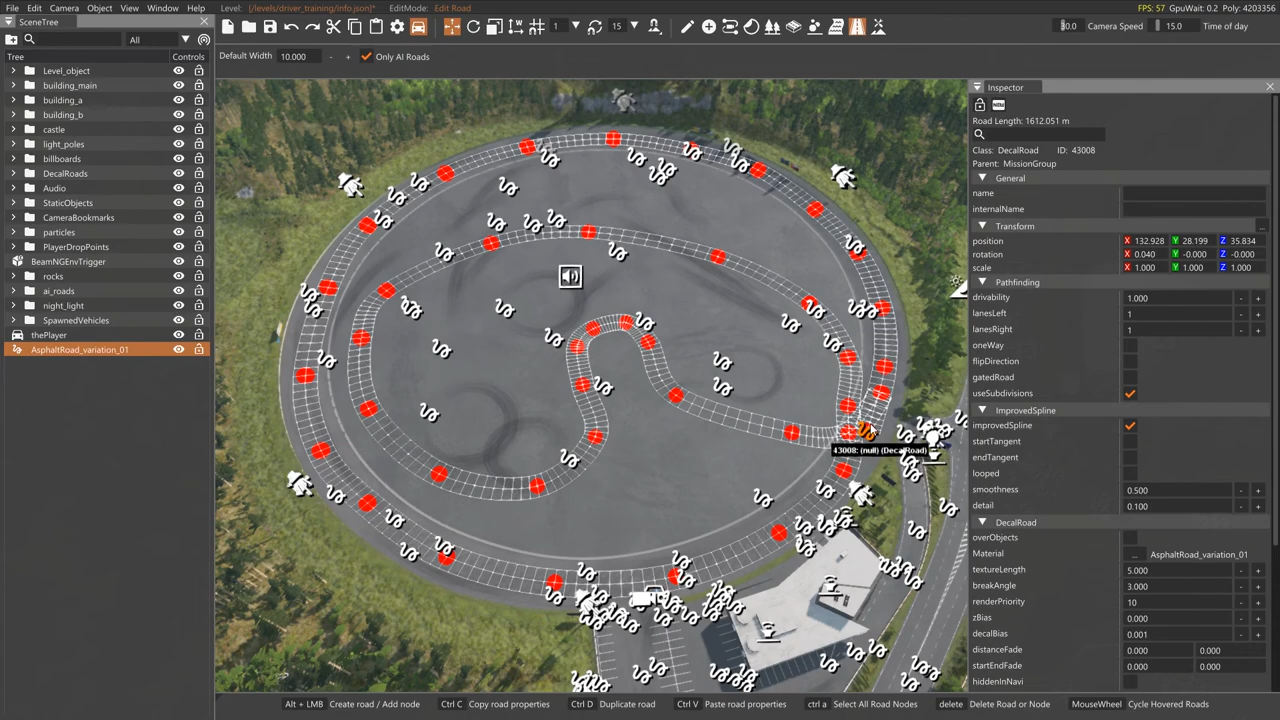 File Edit Camera Object View Window Help Level: [/levels/driver_training/info.json]* EditMode: Edit Road FPS: 57 GpuWait: 0.2 Poly: 4203356
SceneTree
1 15 Camera Speed 15.0 Time of day
All
Default Width 10.000 - + Only AI Roads
Tree Controls
Level_object
building_main
building_a
building_b
castle
light_poles
billboards
DecalRoads
Audio
StaticObjects
CameraBookmarks
particles
PlayerDropPoints
BeamNGEnvTrigger
rocks
ai_roads
night_light
SpawnedVehicles
thePlayer
AsphaltRoad_variation_01
43008: (null) (DecalRoad)
Inspector
Road Length: 1612.051 m
Class: DecalRoad ID: 43008
Parent: MissionGroup
General
name
internalName
Transform ...
position X 132.928 Y 28.199 Z 35.834
rotation X 0.040 Y -0.000 Z -0.000
scale X 1.000 Y 1.000 Z 1.000
Pathfinding
drivability 1.000 - +
lanesLeft 1 - +
lanesRight 1 - +
oneWay
flipDirection
gatedRoad
useSubdivisions
ImprovedSpline
improvedSpline
startTangent
endTangent
looped
smoothness 0.500 - +
detail 0.100 - +
DecalRoad
overObjects
Material ... AsphaltRoad_variation_01
textureLength 5.000 - +
breakAngle 3.000 - +
renderPriority 10 - +
zBias 0.000 - +
decalBias 0.001 - +
distanceFade 0.000 0.000
startEndFade 0.000 0.000
hiddenInNavi
Alt + LMB Create road / Add node Ctrl C Copy road properties Ctrl D Duplicate road Ctrl V Paste road properties ctrl a Select All Road Nodes delete Delete Road or Node MouseWheel Cycle Hovered Roads